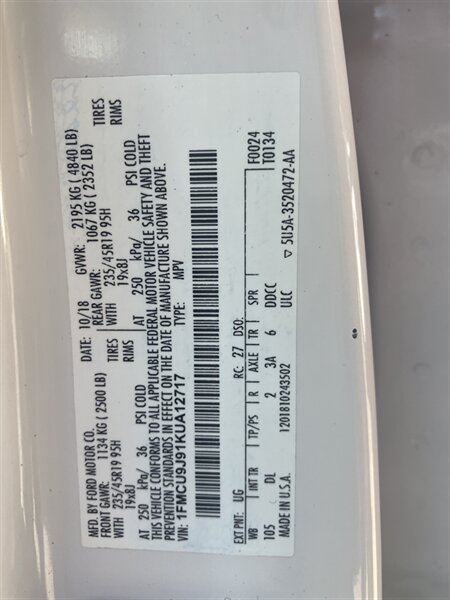 MFD. BY FORD MOTOR CO. DATE: 10/18 GVWR: 2195 KG ( 4840 LB)
FRONT GAWR: 1134 KG ( 2500 LB) REAR GAWR: 1067 KG ( 2352 LB)
WITH 235/45R19 95H TIRES WITH 235/45R19 95H TIRES
19x8J RIMS 19x8J RIMS
AT 250 kPa/ 36 PSI COLD AT 250 kPa/ 36 PSI COLD
THIS VEHICLE CONFORMS TO ALL APPLICABLE FEDERAL MOTOR VEHICLE SAFETY AND THEFT
PREVENTION STANDARDS IN EFFECT ON THE DATE OF MANUFACTURE SHOWN ABOVE.
VIN: 1FMCU9J91KUA12717 TYPE: MPV
EXT PNT: UG RC: 27 DSO: F0024
WB INT TR TP/PS R AXLE TR SPR T0134
105 DL 2 3A 6 DDCC
MADE IN U.S.A. 1201810243502 ULC ▽ 5U5A-3520472-AA